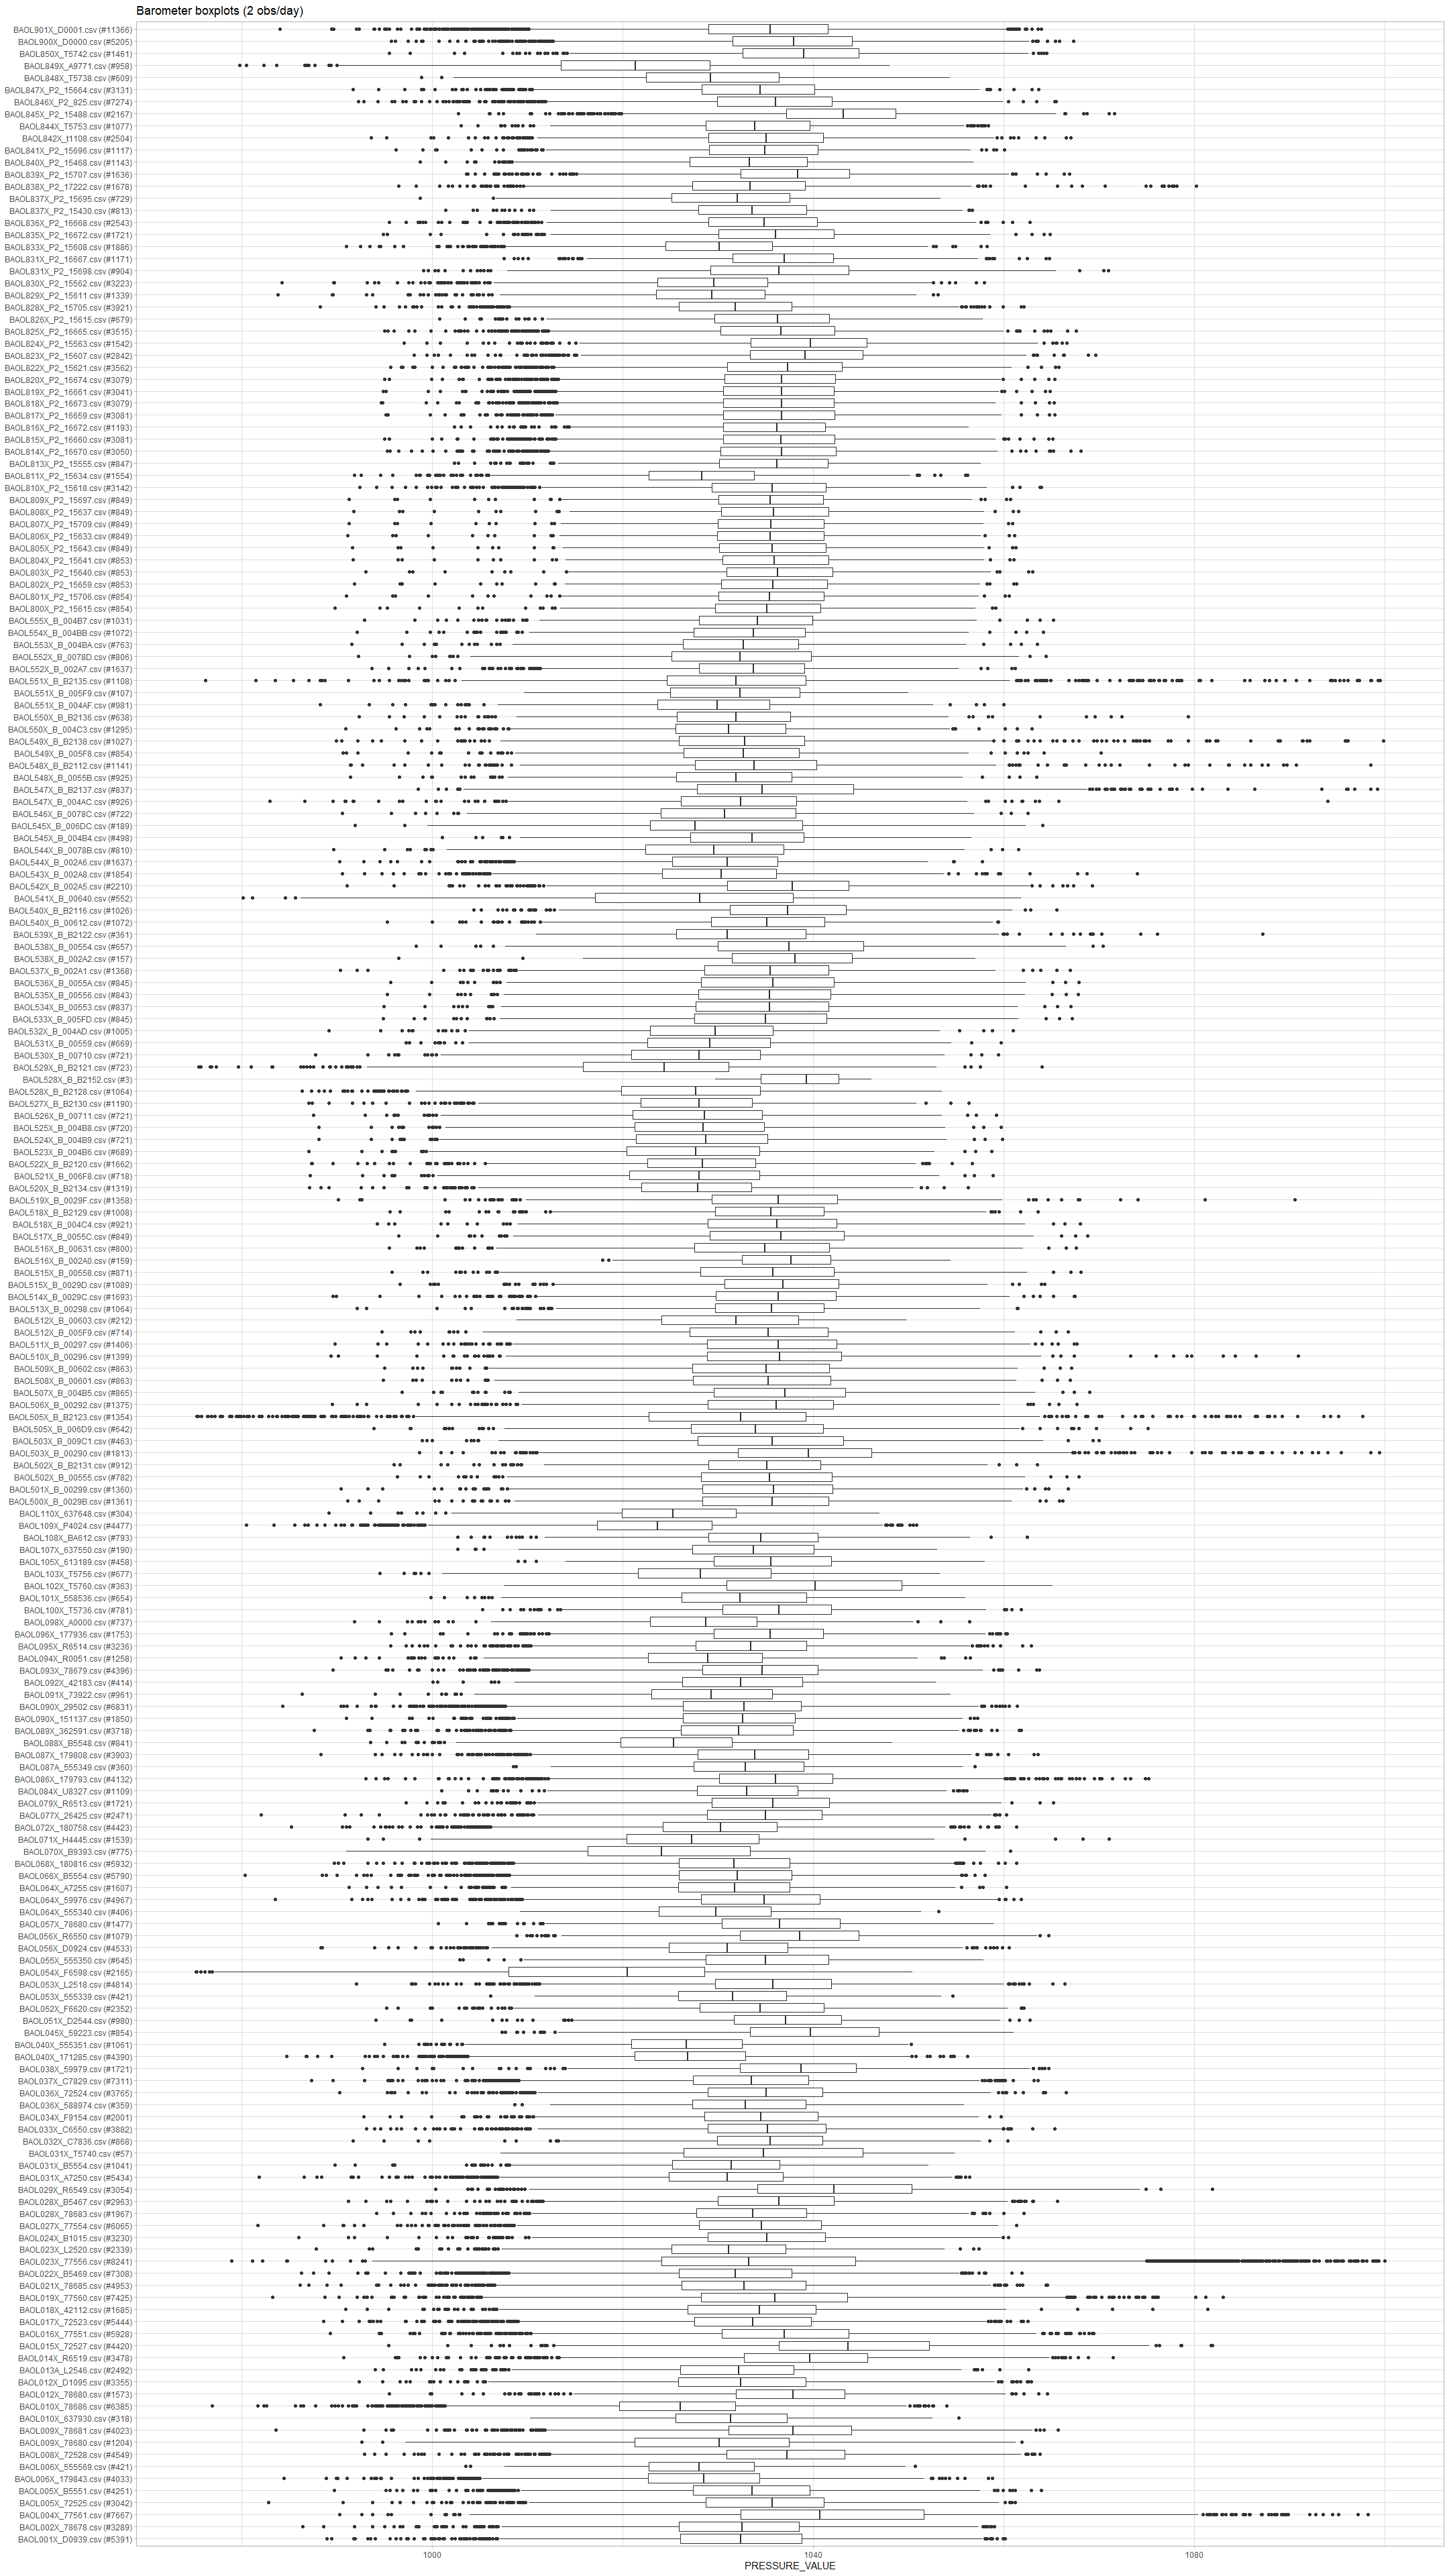 Barometer boxplots (2 obs/day)
BAOL901X_D0001.csv (#11366)
BAOL900X_D0000.csv (#5205)
BAOL850X_T5742.csv (#1461)
BAOL849X_A9771.csv (#958)
BAOL848X_T5738.csv (#609)
BAOL847X_P2_15664.csv (#3131)
BAOL846X_P2_825.csv (#7274)
BAOL845X_P2_15488.csv (#2167)
BAOL844X_T5753.csv (#1077)
BAOL842X_t1108.csv (#2504)
BAOL841X_P2_15696.csv (#1117)
BAOL840X_P2_15468.csv (#1143)
BAOL839X_P2_15707.csv (#1636)
BAOL838X_P2_17222.csv (#1678)
BAOL837X_P2_15695.csv (#729)
BAOL837X_P2_15430.csv (#813)
BAOL836X_P2_16668.csv (#2543)
BAOL835X_P2_16672.csv (#1721)
BAOL833X_P2_15608.csv (#1886)
BAOL831X_P2_16667.csv (#1171)
BAOL831X_P2_15698.csv (#904)
BAOL830X_P2_15562.csv (#3223)
BAOL829X_P2_15611.csv (#1339)
BAOL828X_P2_15705.csv (#3921)
BAOL826X_P2_15615.csv (#679)
BAOL825X_P2_16665.csv (#3515)
BAOL824X_P2_15563.csv (#1542)
BAOL823X_P2_15607.csv (#2842)
BAOL822X_P2_15621.csv (#3562)
BAOL820X_P2_16674.csv (#3079)
BAOL819X_P2_16661.csv (#3041)
BAOL818X_P2_16673.csv (#3079)
BAOL817X_P2_16659.csv (#3081)
BAOL816X_P2_16672.csv (#1193)
BAOL815X_P2_16660.csv (#3081)
BAOL814X_P2_16670.csv (#3050)
BAOL813X_P2_15555.csv (#847)
BAOL811X_P2_15634.csv (#1554)
BAOL810X_P2_15618.csv (#3142)
BAOL809X_P2_15697.csv (#849)
BAOL808X_P2_15637.csv (#849)
BAOL807X_P2_15709.csv (#849)
BAOL806X_P2_15633.csv (#849)
BAOL805X_P2_15643.csv (#849)
BAOL804X_P2_15641.csv (#853)
BAOL803X_P2_15640.csv (#853)
BAOL802X_P2_15659.csv (#853)
BAOL801X_P2_15706.csv (#854)
BAOL800X_P2_15615.csv (#854)
BAOL555X_B_004B7.csv (#1031)
BAOL554X_B_004BB.csv (#1072)
BAOL553X_B_004BA.csv (#763)
BAOL552X_B_0078D.csv (#806)
BAOL552X_B_002A7.csv (#1637)
BAOL551X_B_B2135.csv (#1108)
BAOL551X_B_005F9.csv (#107)
BAOL551X_B_004AF.csv (#981)
BAOL550X_B_B2136.csv (#638)
BAOL550X_B_004C3.csv (#1295)
BAOL549X_B_B2138.csv (#1027)
BAOL549X_B_005F8.csv (#854)
BAOL548X_B_B2112.csv (#1141)
BAOL548X_B_0055B.csv (#925)
BAOL547X_B_B2137.csv (#837)
BAOL547X_B_004AC.csv (#926)
BAOL546X_B_0078C.csv (#722)
BAOL545X_B_006DC.csv (#189)
BAOL545X_B_004B4.csv (#498)
BAOL544X_B_0078B.csv (#810)
BAOL544X_B_002A6.csv (#1637)
BAOL543X_B_002A8.csv (#1854)
BAOL542X_B_002A5.csv (#2210)
BAOL541X_B_00640.csv (#552)
BAOL540X_B_B2116.csv (#1026)
BAOL540X_B_00612.csv (#1072)
BAOL539X_B_B2122.csv (#361)
BAOL538X_B_00554.csv (#657)
BAOL538X_B_002A2.csv (#157)
BAOL537X_B_002A1.csv (#1368)
BAOL536X_B_0055A.csv (#845)
BAOL535X_B_00556.csv (#843)
BAOL534X_B_00553.csv (#837)
BAOL533X_B_005FD.csv (#845)
BAOL532X_B_004AD.csv (#1005)
BAOL531X_B_00559.csv (#669)
BAOL530X_B_00710.csv (#721)
BAOL529X_B_B2121.csv (#723)
BAOL528X_B_B2152.csv (#3)
BAOL528X_B_B2128.csv (#1064)
BAOL527X_B_B2130.csv (#1190)
BAOL526X_B_00711.csv (#721)
BAOL525X_B_004B8.csv (#720)
BAOL524X_B_004B9.csv (#721)
BAOL523X_B_004B6.csv (#689)
BAOL522X_B_B2120.csv (#1662)
BAOL521X_B_006F8.csv (#718)
BAOL520X_B_B2134.csv (#1319)
BAOL519X_B_0029F.csv (#1358)
BAOL518X_B_B2129.csv (#1008)
BAOL518X_B_004C4.csv (#921)
BAOL517X_B_0055C.csv (#849)
BAOL516X_B_00631.csv (#800)
BAOL516X_B_002A0.csv (#159)
BAOL515X_B_00558.csv (#871)
BAOL515X_B_0029D.csv (#1089)
BAOL514X_B_0029C.csv (#1693)
BAOL513X_B_00298.csv (#1064)
BAOL512X_B_00603.csv (#212)
BAOL512X_B_005F9.csv (#714)
BAOL511X_B_00297.csv (#1406)
BAOL510X_B_00296.csv (#1399)
BAOL509X_B_00602.csv (#863)
BAOL508X_B_00601.csv (#863)
BAOL507X_B_004B5.csv (#865)
BAOL506X_B_00292.csv (#1375)
BAOL505X_B_B2123.csv (#1354)
BAOL505X_B_006D9.csv (#642)
BAOL503X_B_009C1.csv (#463)
BAOL503X_B_00290.csv (#1813)
BAOL502X_B_B2131.csv (#912)
BAOL502X_B_00555.csv (#782)
BAOL501X_B_00299.csv (#1360)
BAOL500X_B_0029B.csv (#1361)
BAOL110X_637648.csv (#304)
BAOL109X_P4024.csv (#4477)
BAOL108X_BA612.csv (#793)
BAOL107X_637550.csv (#190)
BAOL105X_613189.csv (#458)
BAOL103X_T5756.csv (#677)
BAOL102X_T5760.csv (#363)
BAOL101X_558536.csv (#654)
BAOL100X_T5736.csv (#781)
BAOL098X_A0000.csv (#737)
BAOL096X_177936.csv (#1753)
BAOL095X_R6514.csv (#3236)
BAOL094X_R0051.csv (#1258)
BAOL093X_78679.csv (#4396)
BAOL092X_42183.csv (#414)
BAOL091X_73922.csv (#961)
BAOL090X_29502.csv (#6831)
BAOL090X_151137.csv (#1850)
BAOL089X_362591.csv (#3718)
BAOL088X_B5548.csv (#841)
BAOL087X_179808.csv (#3903)
BAOL087A_555349.csv (#360)
BAOL086X_179793.csv (#4132)
BAOL084X_U8327.csv (#1109)
BAOL079X_R6513.csv (#1721)
BAOL077X_26425.csv (#2471)
BAOL072X_180758.csv (#4423)
BAOL071X_H4445.csv (#1539)
BAOL070X_B9393.csv (#775)
BAOL068X_180816.csv (#5932)
BAOL066X_B5554.csv (#5790)
BAOL064X_A7255.csv (#1607)
BAOL064X_59976.csv (#4967)
BAOL064X_555340.csv (#406)
BAOL057X_78680.csv (#1477)
BAOL056X_R6550.csv (#1079)
BAOL056X_D0924.csv (#4533)
BAOL055X_555350.csv (#645)
BAOL054X_F6598.csv (#2165)
BAOL053X_L2518.csv (#4814)
BAOL053X_555339.csv (#421)
BAOL052X_F6620.csv (#2352)
BAOL051X_D2544.csv (#980)
BAOL045X_59223.csv (#854)
BAOL040X_555351.csv (#1061)
BAOL040X_171285.csv (#4390)
BAOL038X_59979.csv (#1721)
BAOL037X_C7829.csv (#7311)
BAOL036X_72524.csv (#3765)
BAOL036X_588974.csv (#359)
BAOL034X_F9154.csv (#2001)
BAOL033X_C6550.csv (#3882)
BAOL032X_C7836.csv (#868)
BAOL031X_T5740.csv (#57)
BAOL031X_B5554.csv (#1041)
BAOL031X_A7250.csv (#5434)
BAOL029X_R6549.csv (#3054)
BAOL028X_B5467.csv (#2963)
BAOL028X_78683.csv (#1967)
BAOL027X_77554.csv (#6065)
BAOL024X_B1015.csv (#3230)
BAOL023X_L2520.csv (#2339)
BAOL023X_77556.csv (#8241)
BAOL022X_B5469.csv (#7308)
BAOL021X_78685.csv (#4953)
BAOL019X_77560.csv (#7425)
BAOL018X_42112.csv (#1685)
BAOL017X_72523.csv (#5444)
BAOL016X_77551.csv (#5928)
BAOL015X_72527.csv (#4420)
BAOL014X_R6519.csv (#3478)
BAOL013A_L2546.csv (#2492)
BAOL012X_D1095.csv (#3355)
BAOL012X_78680.csv (#1573)
BAOL010X_78686.csv (#6385)
BAOL010X_637930.csv (#318)
BAOL009X_78681.csv (#4023)
BAOL009X_78680.csv (#1204)
BAOL008X_72528.csv (#4549)
BAOL006X_555569.csv (#421)
BAOL006X_179843.csv (#4033)
BAOL005X_B5551.csv (#4251)
BAOL005X_72525.csv (#3042)
BAOL004X_77561.csv (#7667)
BAOL002X_78678.csv (#3289)
BAOL001X_D0939.csv (#5391)
1000 1040 1080
PRESSURE_VALUE